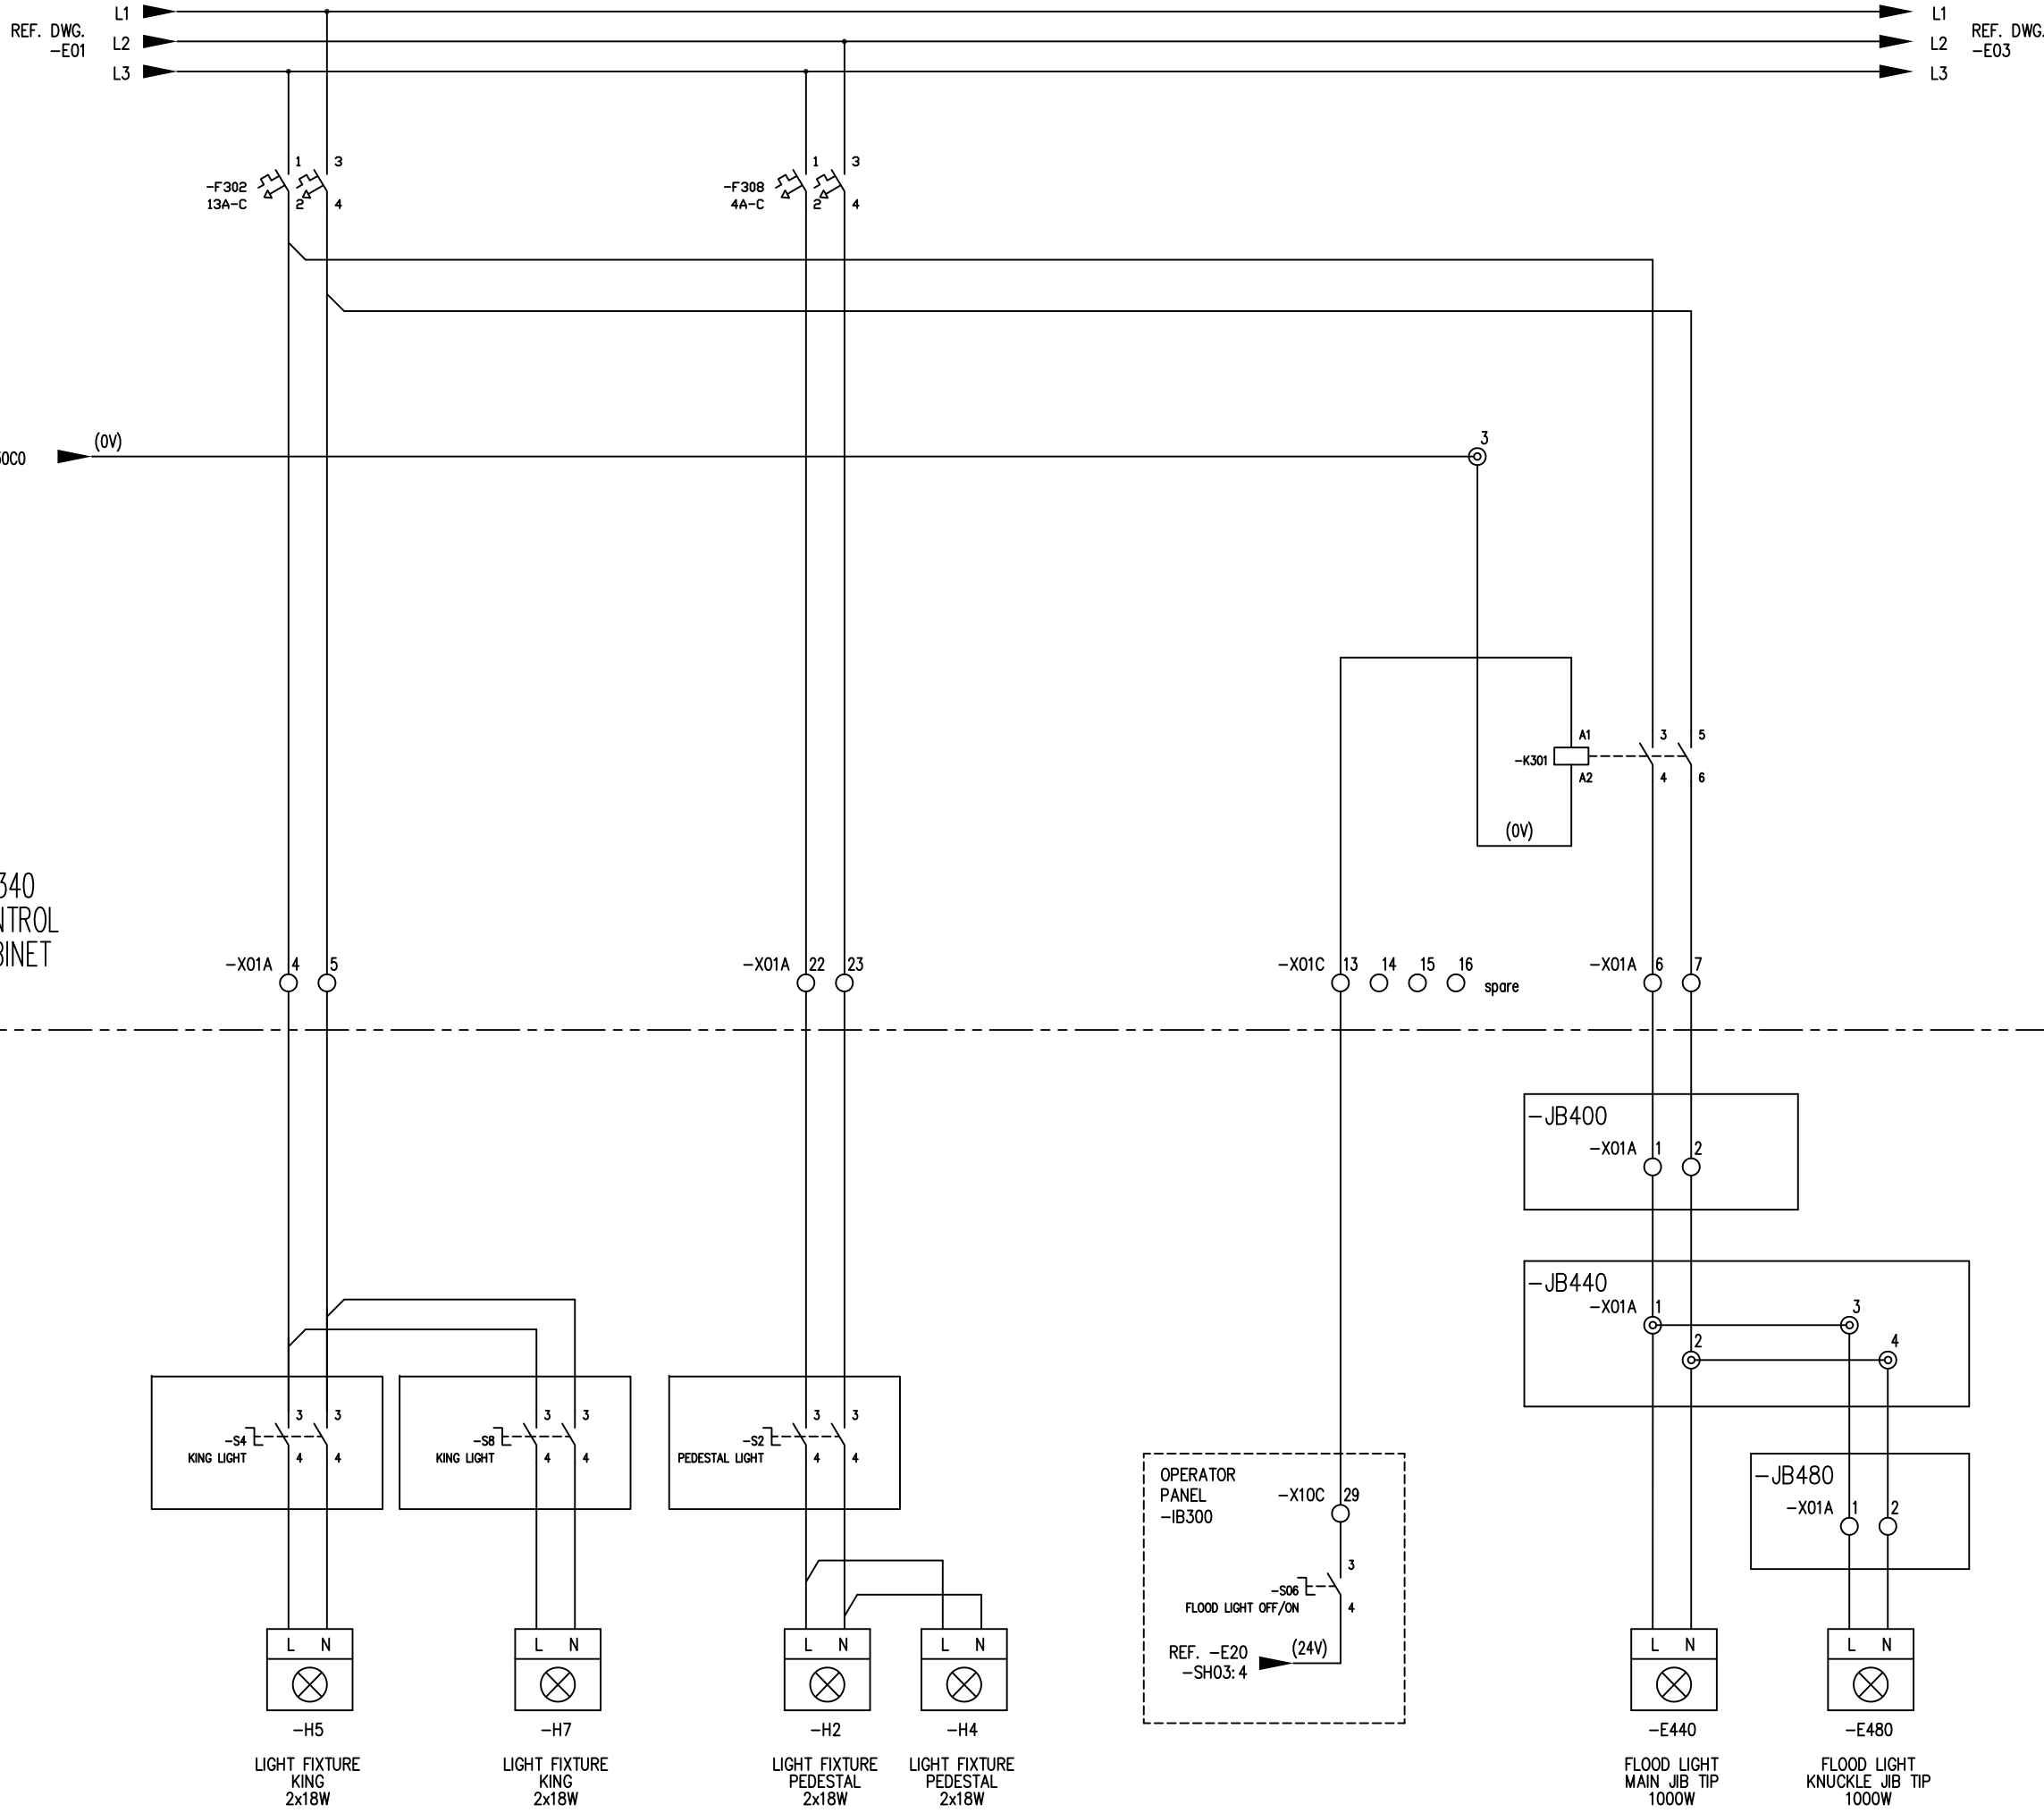 L1
L2
L3
REF. DWG.
-E01
L1
L2
L3
REF. DWG.
-E03
-F302
13A-C
1
2
3
4
-F308
4A-C
1
2
3
4
(0V)
3
-K301
A1
A2
3
4
5
6
(0V)
340
-X01A
4
5
-X01A
22
23
-X01C
13
14
15
16
spare
-X01A
6
7
-JB400
-X01A
1
2
-JB440
-X01A
1
2
3
4
-JB480
-X01A
1
2
-S4
KING LIGHT
3
3
4
4
-S8
KING LIGHT
3
3
4
4
-S2
PEDESTAL LIGHT
3
3
4
4
OPERATOR
PANEL
-IB300
-X10C
29
-S06
FLOOD LIGHT OFF/ON
3
4
REF. -E20
-SH03:4
(24V)
L N
-H5
LIGHT FIXTURE
KING
2x18W
L N
-H7
LIGHT FIXTURE
KING
2x18W
L N
-H2
LIGHT FIXTURE
PEDESTAL
2x18W
L N
-H4
LIGHT FIXTURE
PEDESTAL
2x18W
L N
-E440
FLOOD LIGHT
MAIN JIB TIP
1000W
L N
-E480
FLOOD LIGHT
KNUCKLE JIB TIP
1000W